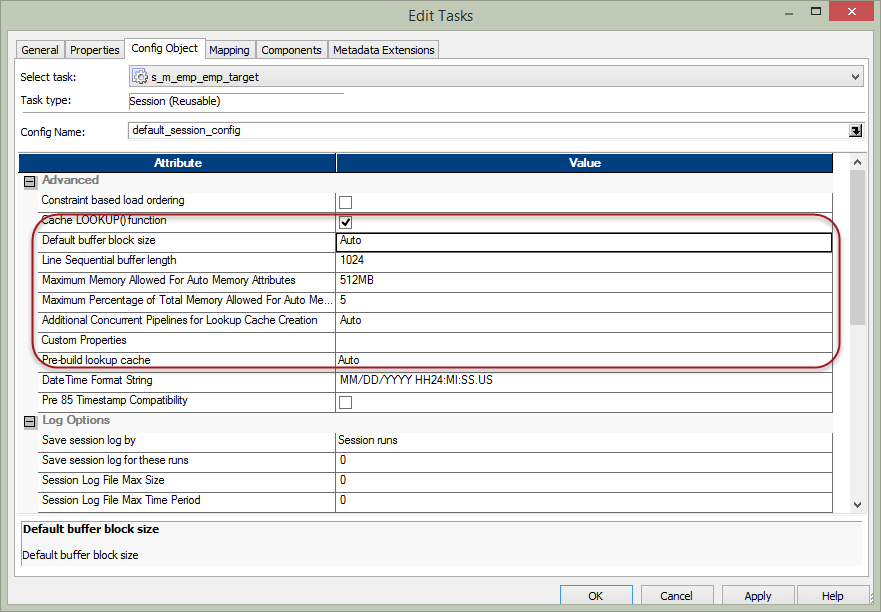 Edit Tasks
General Properties Config Object Mapping Components Metadata Extensions
Select task: s_m_emp_emp_target
Task type: Session (Reusable)
Config Name: default_session_config
Attribute Value
Advanced
Constraint based load ordering
Cache LOOKUP() function
Default buffer block size Auto
Line Sequential buffer length 1024
Maximum Memory Allowed For Auto Memory Attributes 512MB
Maximum Percentage of Total Memory Allowed For Auto Me... 5
Additional Concurrent Pipelines for Lookup Cache Creation Auto
Custom Properties
Pre-build lookup cache Auto
DateTime Format String MM/DD/YYYY HH24:MI:SS.US
Pre 85 Timestamp Compatibility
Log Options
Save session log by Session runs
Save session log for these runs 0
Session Log File Max Size 0
Session Log File Max Time Period 0
Default buffer block size
Default buffer block size
OK Cancel Apply Help